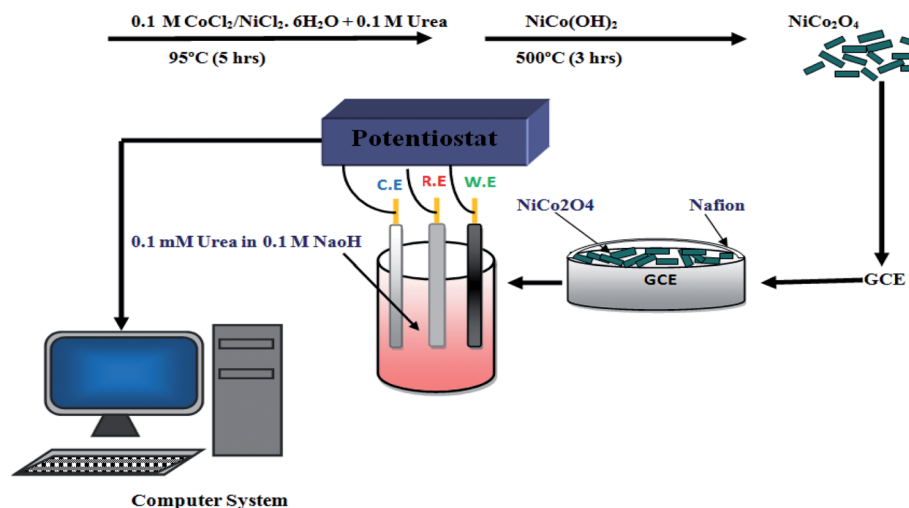 0.1 M CoCl₂/NiCl₂. 6H₂O + 0.1 M Urea
95°C (5 hrs)
NiCo(OH)₂
500°C (3 hrs)
NiCo₂O₄
Potentiostat
C.E
R.E
W.E
0.1 mM Urea in 0.1 M NaoH
NiCo2O4
Nafion
GCE
GCE
Computer System